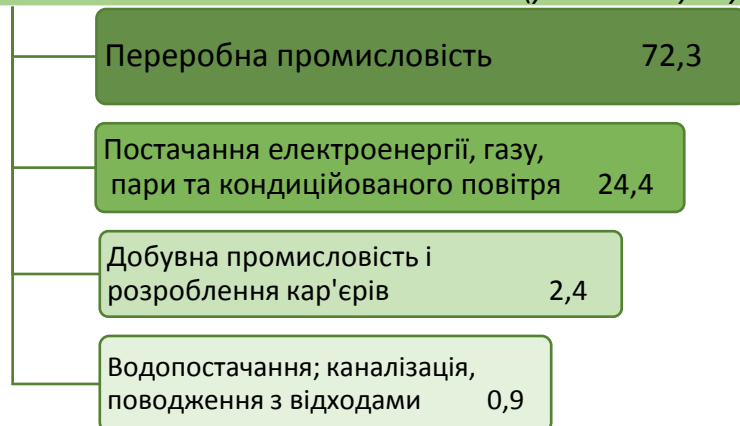 Переробна промисловість 72,3
Постачання електроенергії, газу,
пари та кондиційованого повітря 24,4
Добувна промисловість і
розроблення кар'єрів 2,4
Водопостачання; каналізація,
поводження з відходами 0,9